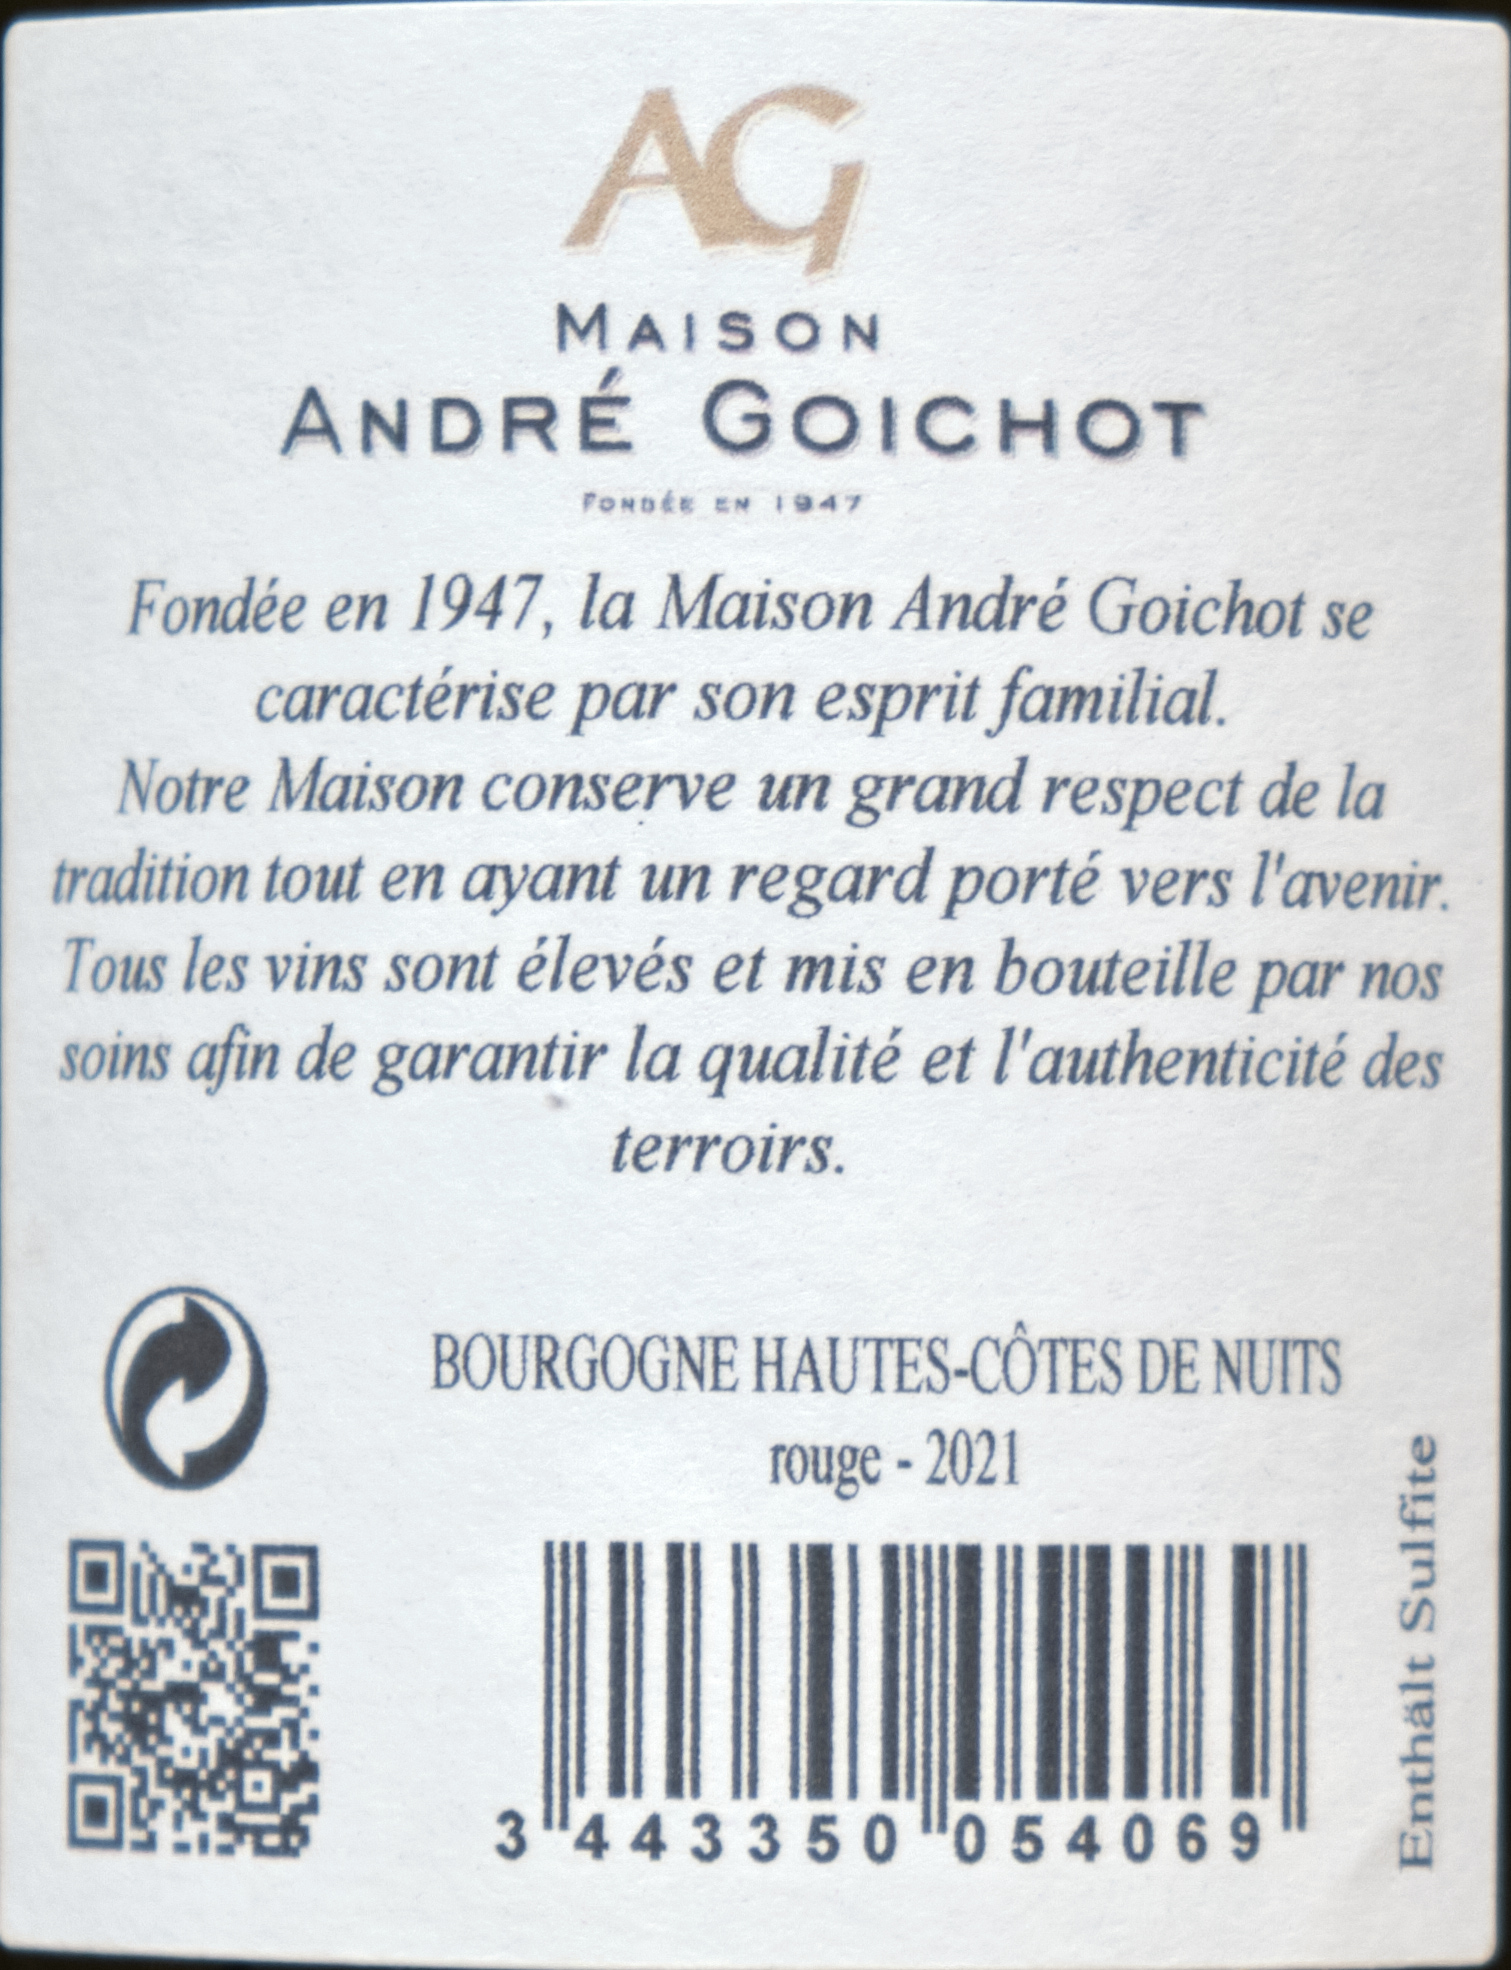 AG
MAISON
ANDRÉ GOICHOT
FONDÉE EN 1947
Fondée en 1947, la Maison André Goichot se
caractérise par son esprit familial.
Notre Maison conserve un grand respect de la
tradition tout en ayant un regard porté vers l'avenir.
Tous les vins sont élevés et mis en bouteille par nos
soins afin de garantir la qualité et l'authenticité des
terroirs.
BOURGOGNE HAUTES-CÔTES DE NUITS
rouge - 2021
Enthält Sulfite
3 443350 054069